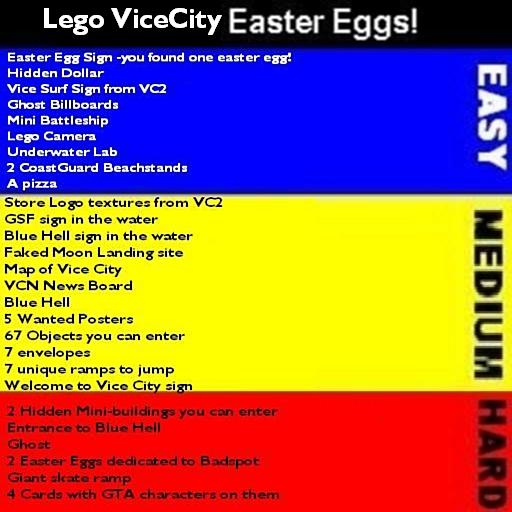 Lego ViceCity Easter Eggs!
Easter Egg Sign -you found one easter egg!
Hidden Dollar
Vice Surf Sign from VC2
Ghost Billboards
Mini Battleship
Lego Camera
Underwater Lab
2 CoastGuard Beachstands
A pizza
EASY
Store Logo textures from VC2
GSF sign in the water
Blue Hell sign in the water
Faked Moon Landing site
Map of Vice City
VCN News Board
Blue Hell
5 Wanted Posters
67 Objects you can enter
7 envelopes
7 unique ramps to jump
Welcome to Vice City sign
MEDIUM
2 Hidden Mini-buildings you can enter
Entrance to Blue Hell
Ghost
2 Easter Eggs dedicated to Badspot
Giant skate ramp
4 Cards with GTA characters on them
HARD